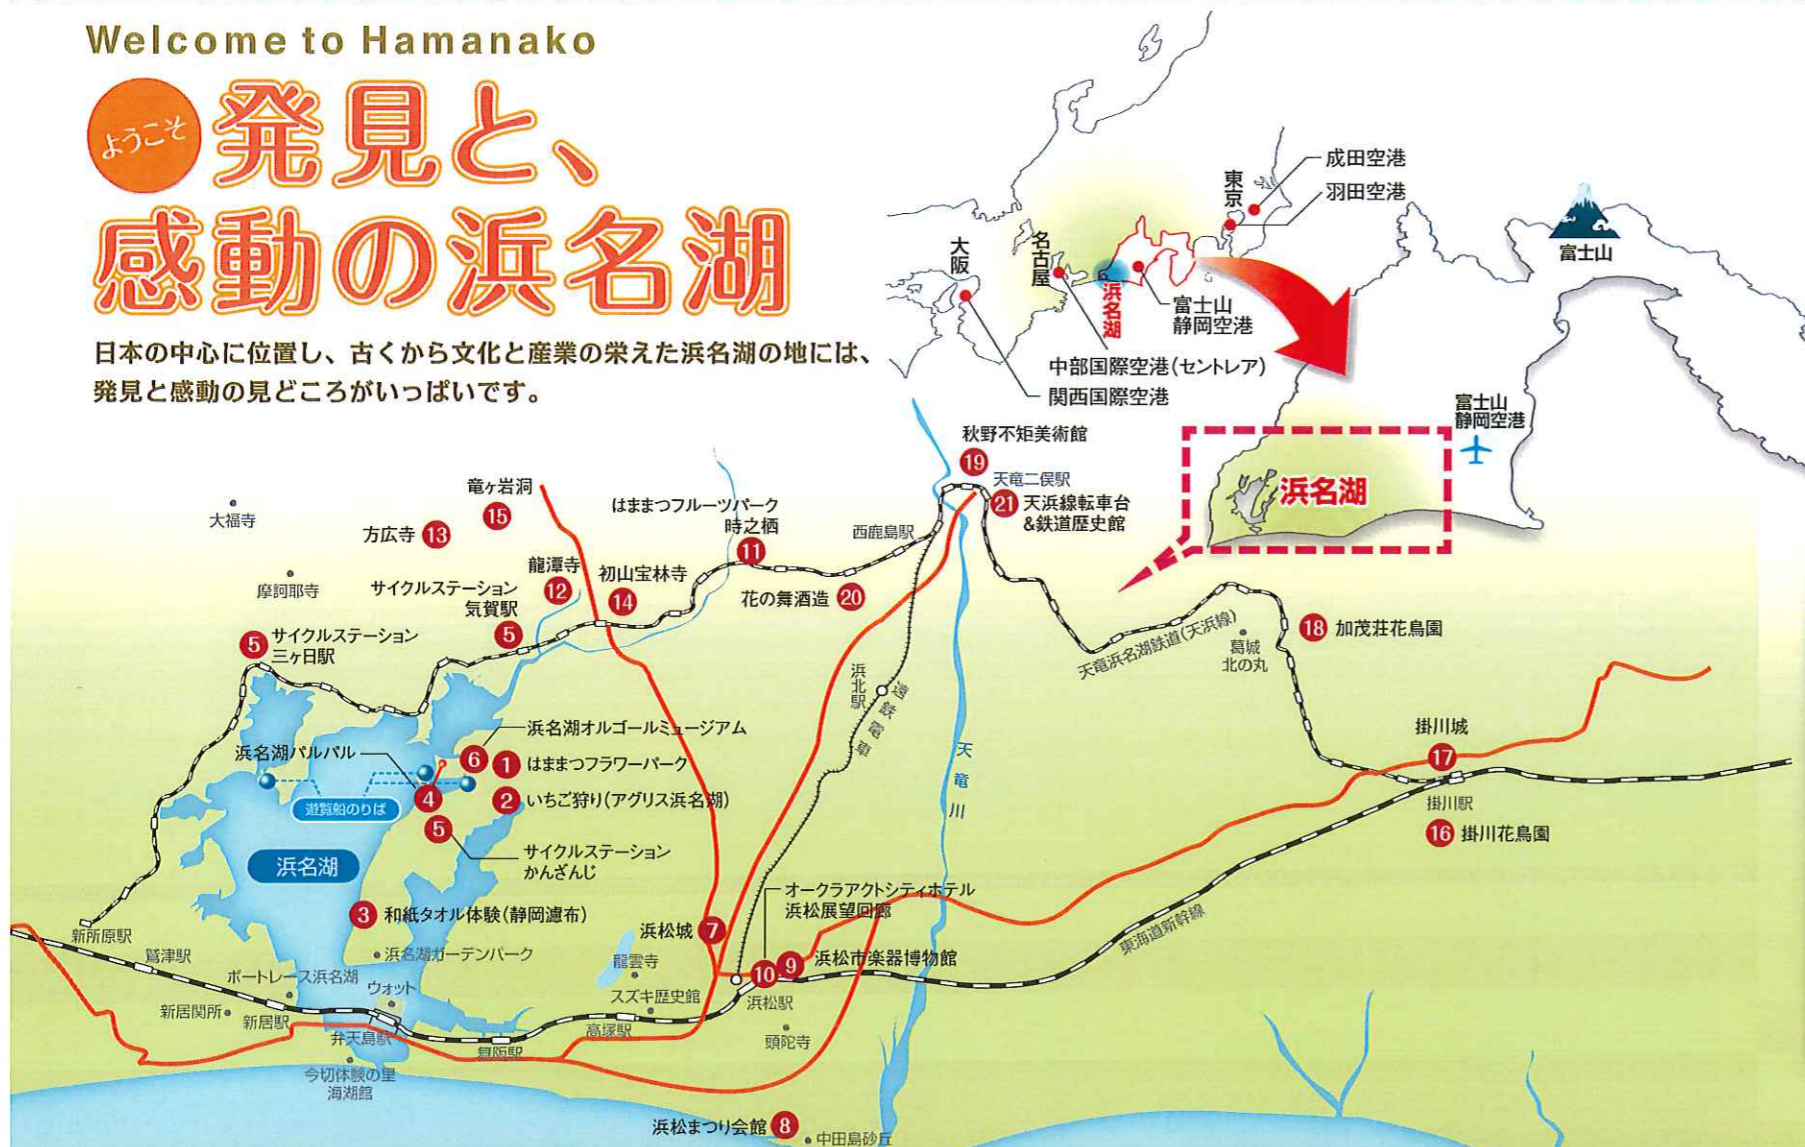 Welcome to Hamanako
ようこそ
発見と、
感動の浜名湖
日本の中心に位置し、古くから文化と産業の栄えた浜名湖の地には、
発見と感動の見どころがいっぱいです。
成田空港
羽田空港
東京
大阪
名古屋
浜名湖
富士山
静岡空港
中部国際空港(セントレア)
関西国際空港
富士山
富士山
静岡空港
浜名湖
秋野不矩美術館
19
天竜二俣駅
21 天浜線転車台
&鉄道歴史館
竜ヶ岩洞
15
大福寺
方広寺 13
はままつフルーツパーク
時之栖
11
西鹿島駅
龍潭寺
12
初山宝林寺
14
摩訶耶寺
サイクルステーション
気賀駅
5
花の舞酒造 20
5 サイクルステーション
三ヶ日駅
18 加茂荘花鳥園
天竜浜名湖鉄道(天浜線)
葛城
北の丸
浜北駅
遠鉄電車
天竜川
浜名湖オルゴールミュージアム
浜名湖パルパル
6
1 はままつフラワーパーク
4
2 いちご狩り(アグリス浜名湖)
遊覧船のりば
5
サイクルステーション
かんざんじ
浜名湖
掛川城
17
掛川駅
16 掛川花鳥園
オークラアクトシティホテル
浜松展望回廊
3 和紙タオル体験(静岡濾布)
浜松城 7
新所原駅
鷲津駅
浜名湖ガーデンパーク
龍雲寺
10
9 浜松市楽器博物館
東海道新幹線
ボートレース浜名湖
ウォット
スズキ歴史館
浜松駅
新居関所
新居駅
弁天島駅
舞阪駅
高塚駅
頭陀寺
今切体験の里
海湖館
浜松まつり会館 8
中田島砂丘